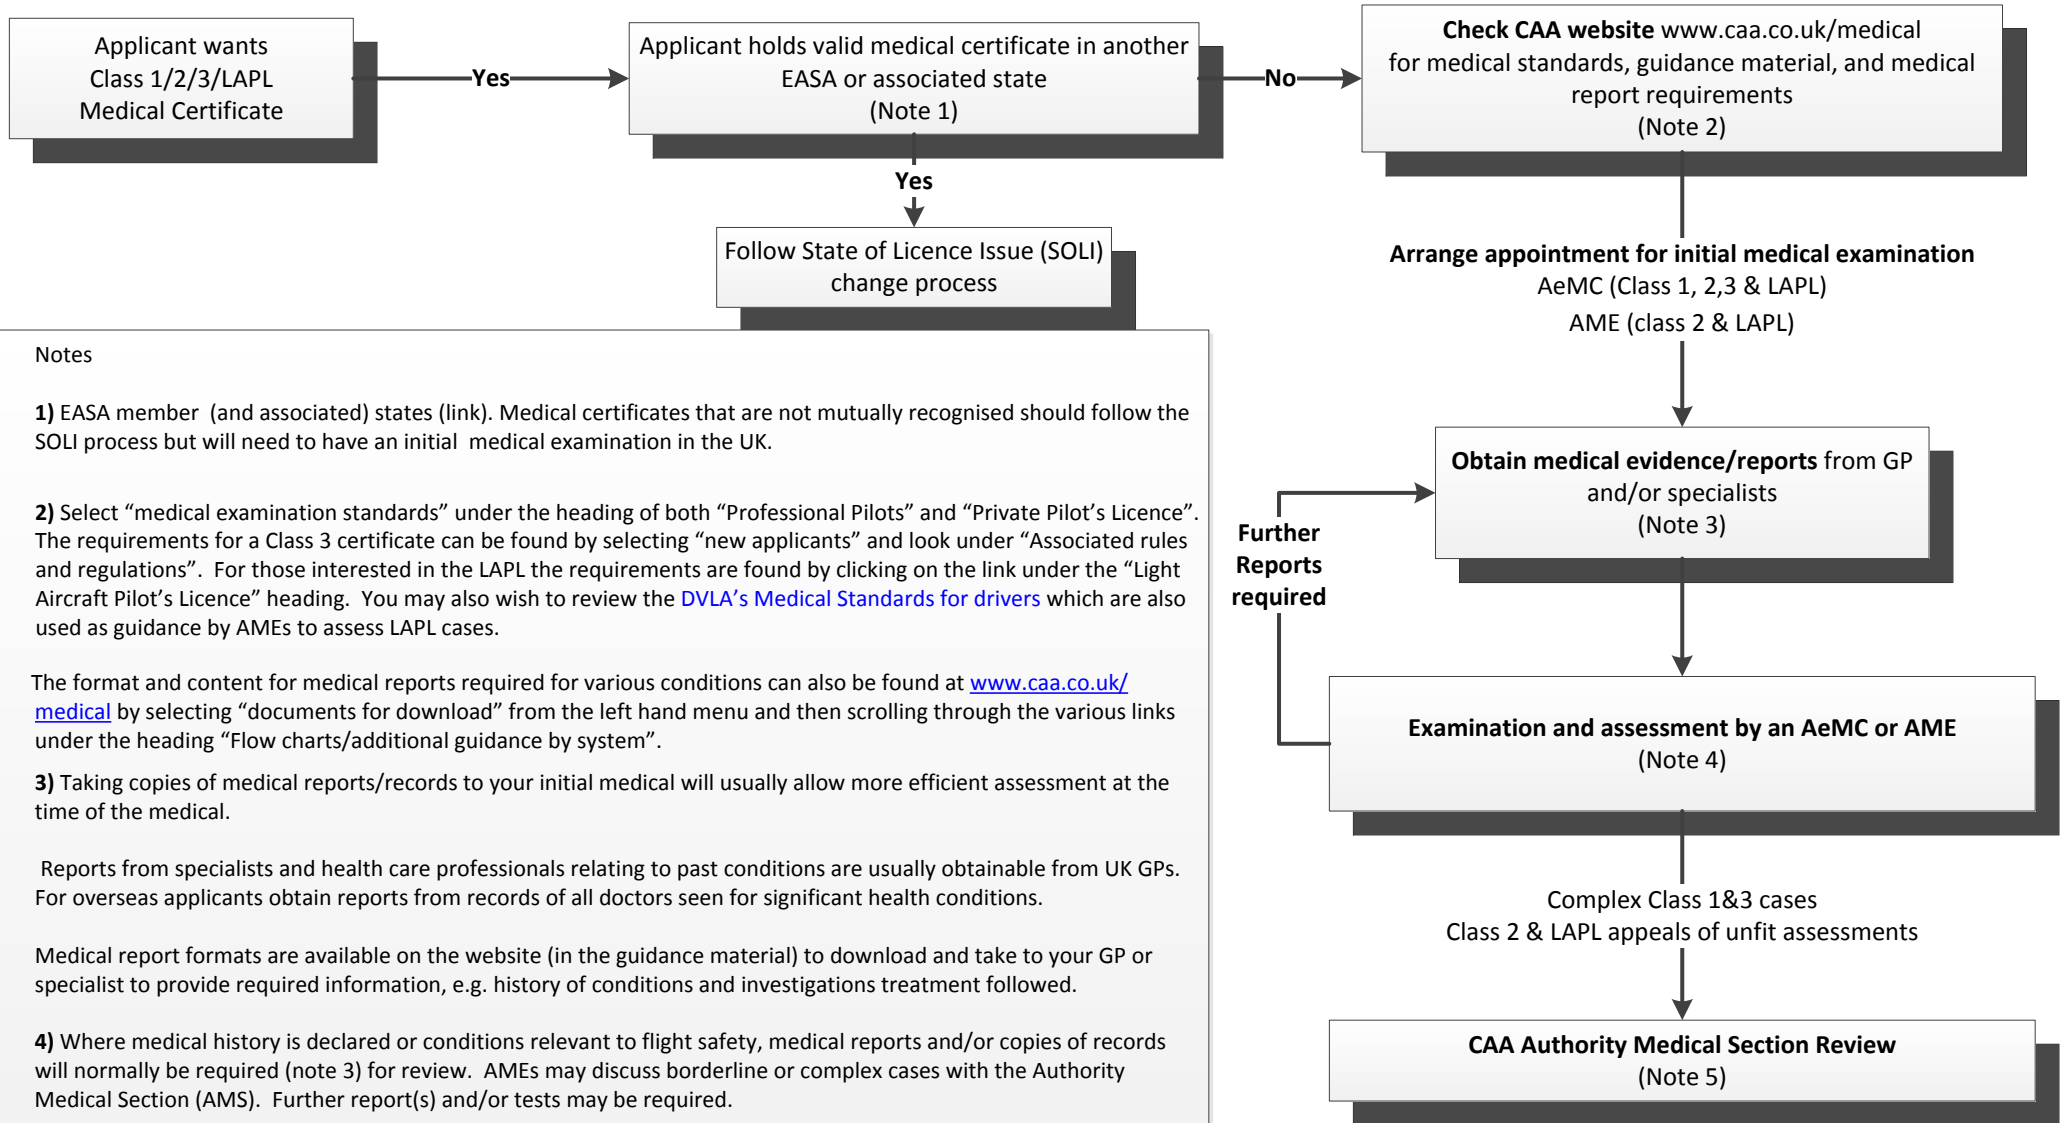 Applicant wants
Class 1/2/3/LAPL
Medical Certificate
Yes
Applicant holds valid medical certificate in another
EASA or associated state
(Note 1)
No
Check CAA website www.caa.co.uk/medical
for medical standards, guidance material, and medical
report requirements
(Note 2)
Yes
Follow State of Licence Issue (SOLI)
change process
Arrange appointment for initial medical examination
AeMC (Class 1, 2,3 & LAPL)
AME (class 2 & LAPL)
Obtain medical evidence/reports from GP
and/or specialists
(Note 3)
Further
Reports
required
Examination and assessment by an AeMC or AME
(Note 4)
Complex Class 1&3 cases
Class 2 & LAPL appeals of unfit assessments
CAA Authority Medical Section Review
(Note 5)
Notes
1) EASA member (and associated) states (link). Medical certificates that are not mutually recognised should follow the
SOLI process but will need to have an initial medical examination in the UK.
2) Select “medical examination standards” under the heading of both “Professional Pilots” and “Private Pilot’s Licence”.
The requirements for a Class 3 certificate can be found by selecting “new applicants” and look under “Associated rules
and regulations”. For those interested in the LAPL the requirements are found by clicking on the link under the “Light
Aircraft Pilot’s Licence” heading. You may also wish to review the DVLA’s Medical Standards for drivers which are also
used as guidance by AMEs to assess LAPL cases.
The format and content for medical reports required for various conditions can also be found at www.caa.co.uk/
medical by selecting “documents for download” from the left hand menu and then scrolling through the various links
under the heading “Flow charts/additional guidance by system”.
3) Taking copies of medical reports/records to your initial medical will usually allow more efficient assessment at the
time of the medical.
Reports from specialists and health care professionals relating to past conditions are usually obtainable from UK GPs.
For overseas applicants obtain reports from records of all doctors seen for significant health conditions.
Medical report formats are available on the website (in the guidance material) to download and take to your GP or
specialist to provide required information, e.g. history of conditions and investigations treatment followed.
4) Where medical history is declared or conditions relevant to flight safety, medical reports and/or copies of records
will normally be required (note 3) for review. AMEs may discuss borderline or complex cases with the Authority
Medical Section (AMS). Further report(s) and/or tests may be required.